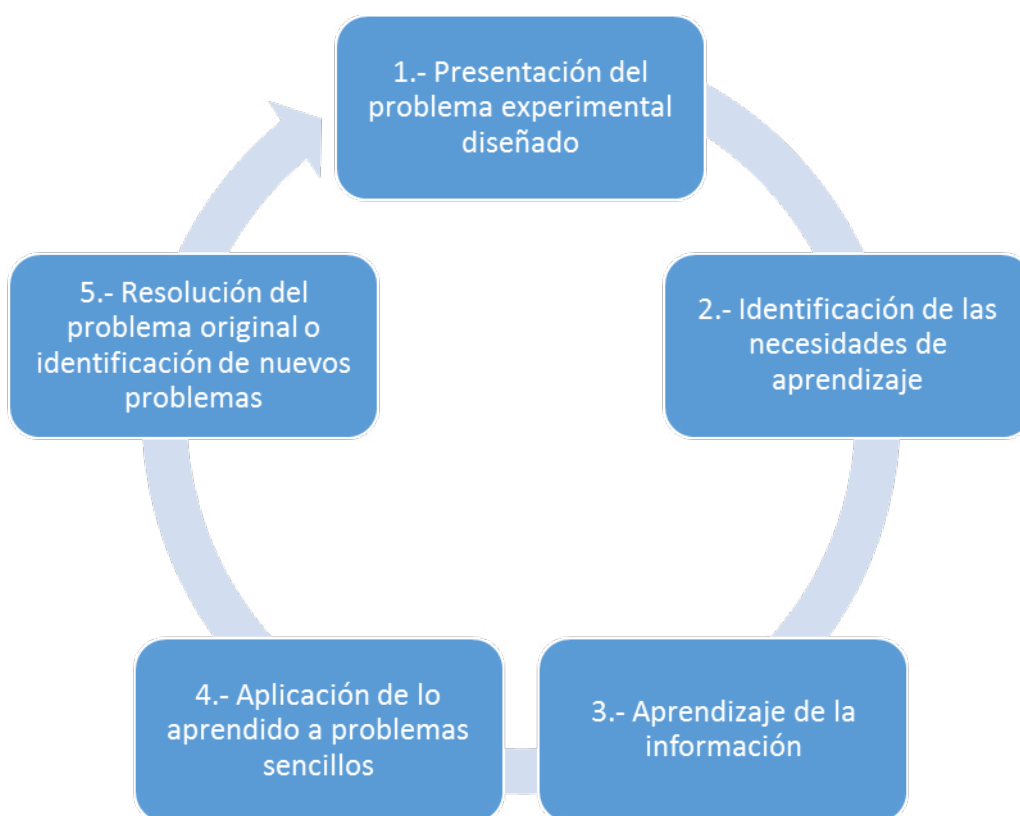 1.- Presentación del
problema experimental
diseñado
2.- Identificación de las
necesidades de
aprendizaje
3.- Aprendizaje de la
información
4.- Aplicación de lo
aprendido a problemas
sencillos
5.- Resolución del
problema original o
identificación de nuevos
problemas